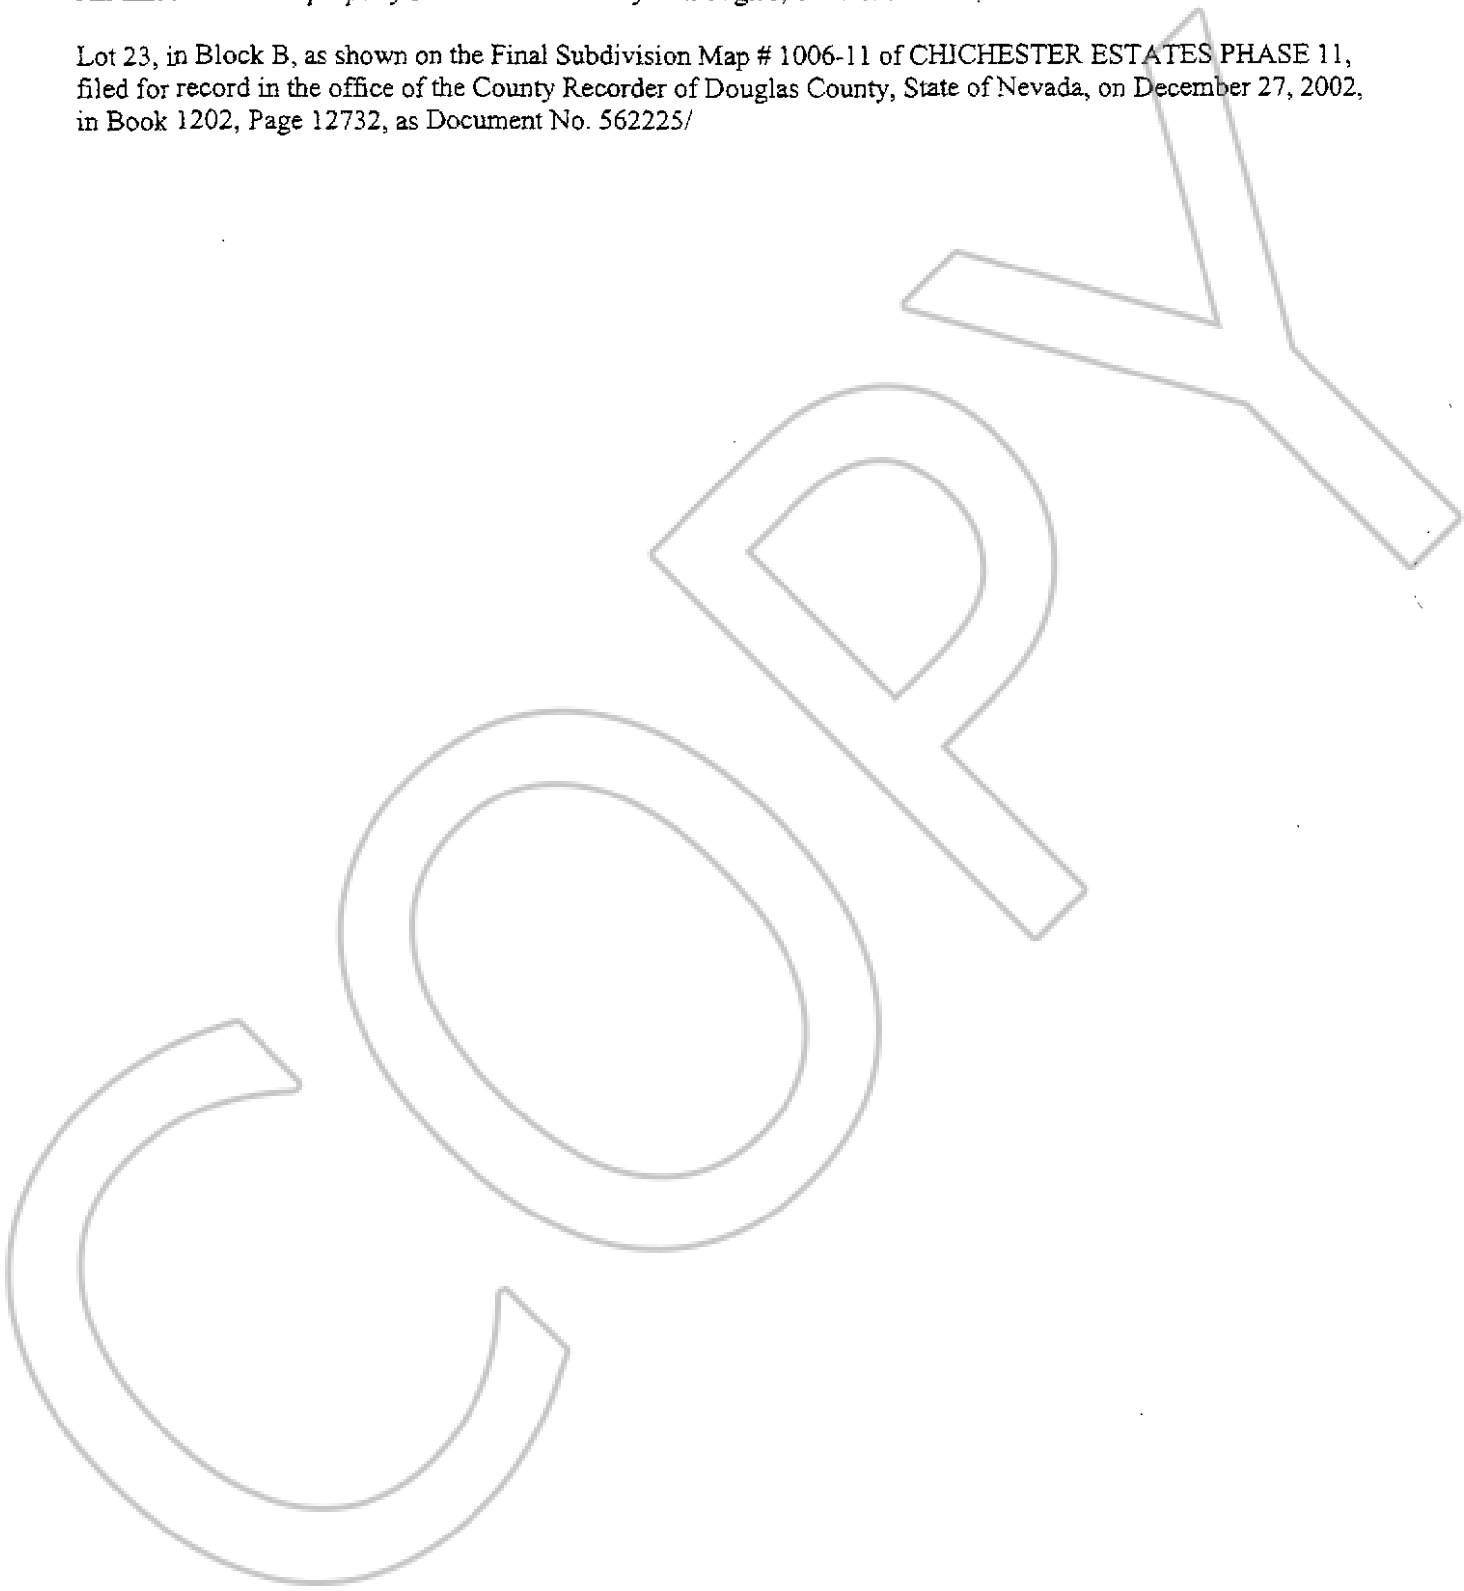 Lot 23, in Block B, as shown on the Final Subdivision Map # 1006-11 of CHICHESTER ESTATES PHASE 11,
filed for record in the office of the County Recorder of Douglas County, State of Nevada, on December 27, 2002,
in Book 1202, Page 12732, as Document No. 562225/
COPY